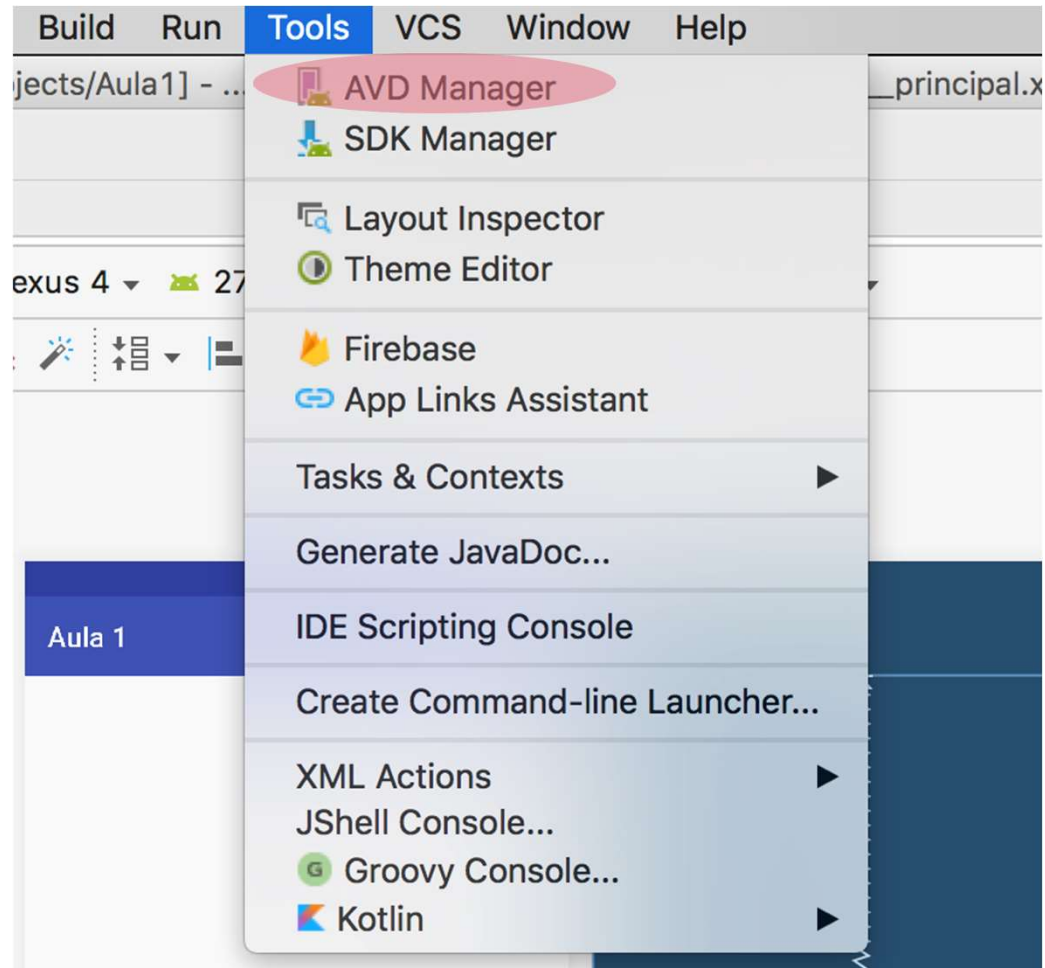 Build Run Tools VCS Window Help
jects/Aula1] - ... __principal.x
AVD Manager
SDK Manager
Layout Inspector
exus 4 27
Theme Editor
Firebase
App Links Assistant
Tasks & Contexts
Generate JavaDoc...
Aula 1
IDE Scripting Console
Create Command-line Launcher...
XML Actions
JShell Console...
G Groovy Console...
Kotlin